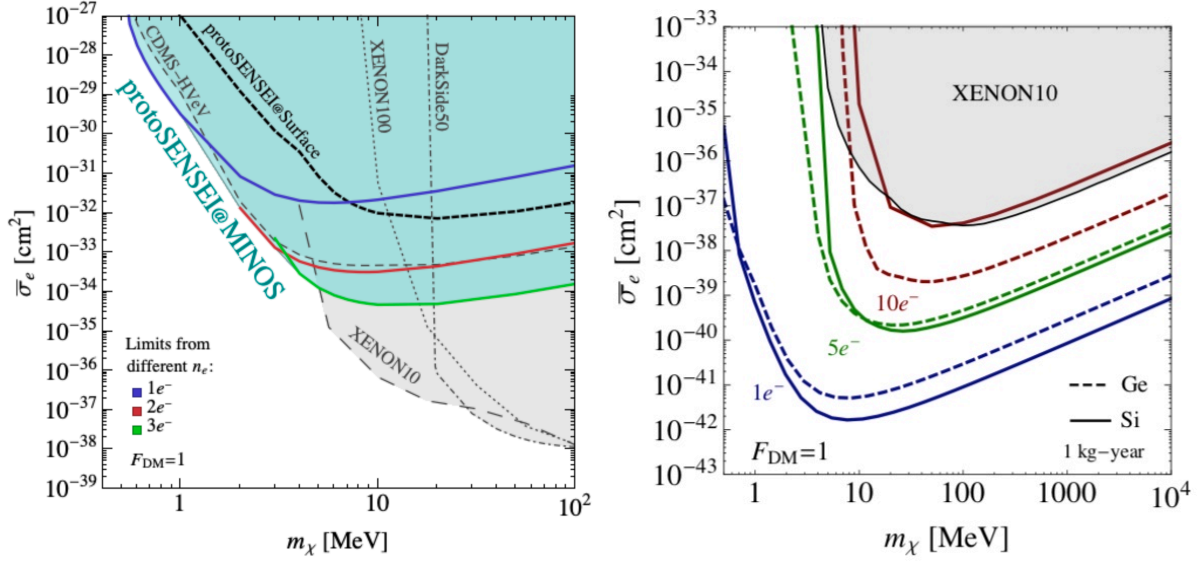 10⁻²⁷
10⁻²⁸
10⁻²⁹
10⁻³⁰
10⁻³¹
10⁻³²
10⁻³³
10⁻³⁴
10⁻³⁵
10⁻³⁶
10⁻³⁷
10⁻³⁸
10⁻³⁹
σ̅ₑ [cm²]
CDMS-HVeV
protoSENSEI@Surface
XENON100
DarkSide50
protoSENSEI@MINOS
XENON10
Limits from
different nₑ:
1e⁻
2e⁻
3e⁻
F_DM=1
1
10
10²
mχ [MeV]
10⁻³³
10⁻³⁴
10⁻³⁵
10⁻³⁶
10⁻³⁷
10⁻³⁸
10⁻³⁹
10⁻⁴⁰
10⁻⁴¹
10⁻⁴²
10⁻⁴³
σ̅ₑ [cm²]
XENON10
10e⁻
5e⁻
1e⁻
Ge
Si
1 kg−year
F_DM=1
1
10
100
1000
10⁴
mχ [MeV]